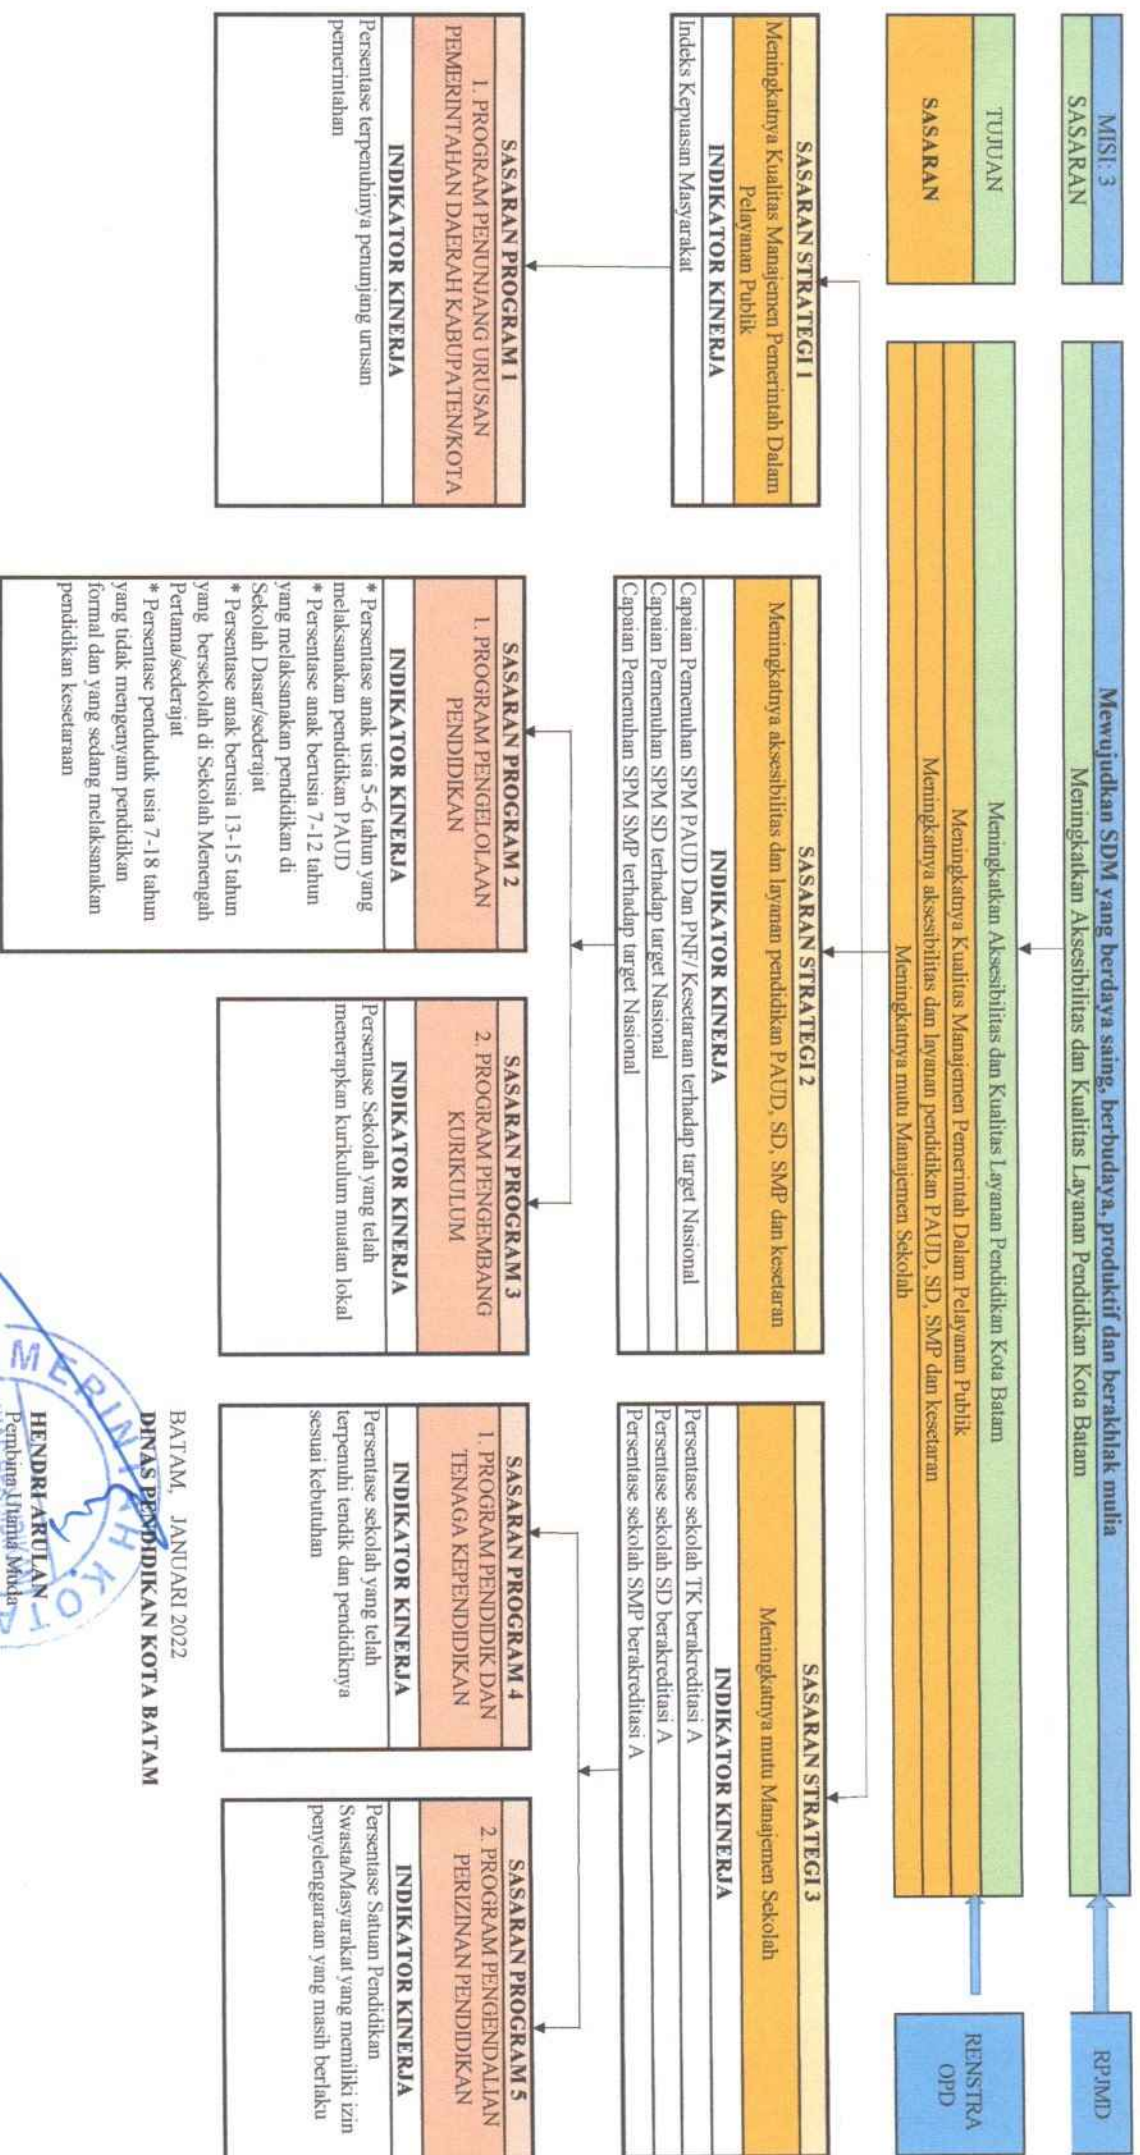 MISI: 3
Mewujudkan SDM yang berdaya saing, berbudaya, produktif dan berakhlak mulia
RPJMD
SASARAN
Meningkatkan Aksesibilitas dan Kualitas Layanan Pendidikan Kota Batam
TUJUAN
Meningkatkan Aksesibilitas dan Kualitas Layanan Pendidikan Kota Batam
RENSTRA
OPD
SASARAN
Meningkatnya Kualitas Manajemen Pemerintah Dalam Pelayanan Publik
Meningkatnya aksesibilitas dan layanan pendidikan PAUD, SD, SMP dan kesetaran
Meningkatnya mutu Manajemen Sekolah
SASARAN STRATEGI 1
Meningkatnya Kualitas Manajemen Pemerintah Dalam
Pelayanan Publik
INDIKATOR KINERJA
Indeks Kepuasan Masyarakat
SASARAN STRATEGI 2
Meningkatnya aksesibilitas dan layanan pendidikan PAUD, SD, SMP dan kesetaran
INDIKATOR KINERJA
Capaian Pemenuhan SPM PAUD Dan PNF/ Kesetaraan terhadap target Nasional
Capaian Pemenuhan SPM SD terhadap target Nasional
Capaian Pemenuhan SPM SMP terhadap target Nasional
SASARAN STRATEGI 3
Meningkatnya mutu Manajemen Sekolah
INDIKATOR KINERJA
Persentase sekolah TK berakreditasi A
Persentase sekolah SD berakreditasi A
Persentase sekolah SMP berakreditasi A
SASARAN PROGRAM 1
1. PROGRAM PENUNJANG URUSAN
PEMERINTAHAN DAERAH KABUPATEN/KOTA
INDIKATOR KINERJA
Persentase terpenuhinya penunjang urusan
pemerintahan
SASARAN PROGRAM 2
1. PROGRAM PENGELOLAAN
PENDIDIKAN
INDIKATOR KINERJA
* Persentase anak usia 5-6 tahun yang
melaksanakan pendidikan PAUD
* Persentase anak berusia 7-12 tahun
yang melaksanakan pendidikan di
Sekolah Dasar/sederajat
* Persentase anak berusia 13-15 tahun
yang bersekolah di Sekolah Menengah
Pertama/sederajat
* Persentase penduduk usia 7-18 tahun
yang tidak mengenyam pendidikan
formal dan yang sedang melaksanakan
pendidikan kesetaraan
SASARAN PROGRAM 3
2. PROGRAM PENGEMBANG
KURIKULUM
INDIKATOR KINERJA
Persentase Sekolah yang telah
menerapkan kurikulum muatan lokal
SASARAN PROGRAM 4
1. PROGRAM PENDIDIK DAN
TENAGA KEPENDIDIKAN
INDIKATOR KINERJA
Persentase sekolah yang telah
terpenuhi tendik dan pendidiknya
sesuai kebutuhan
SASARAN PROGRAM 5
2. PROGRAM PENGENDALIAN
PERIZINAN PENDIDIKAN
INDIKATOR KINERJA
Persentase Satuan Pendidikan
Swasta/Masyarakat yang memiliki izin
penyelenggaraan yang masih berlaku
BATAM, JANUARI 2022
DINAS PENDIDIKAN KOTA BATAM
MERINTAH KOTA
HENDRI ARULAN
Pembina Utama Muda